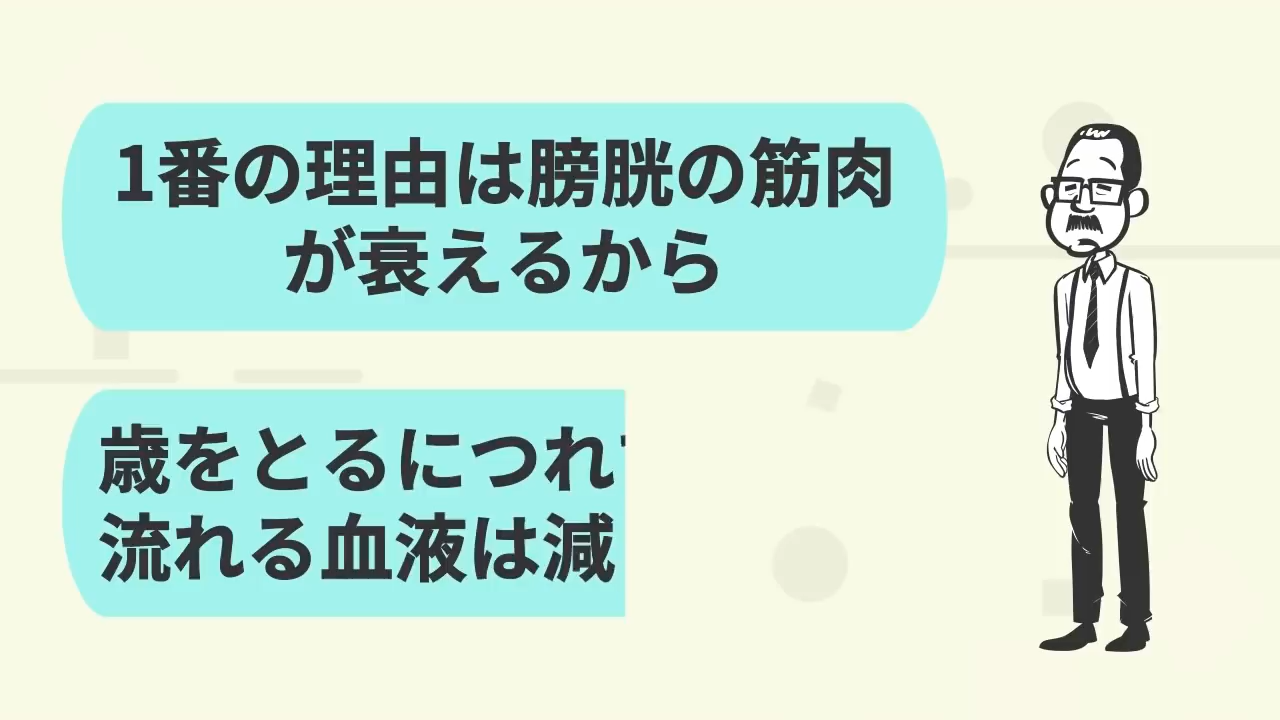 1番の理由は膀胱の筋肉
が衰えるから
歳をとるにつれ
流れる血液は減